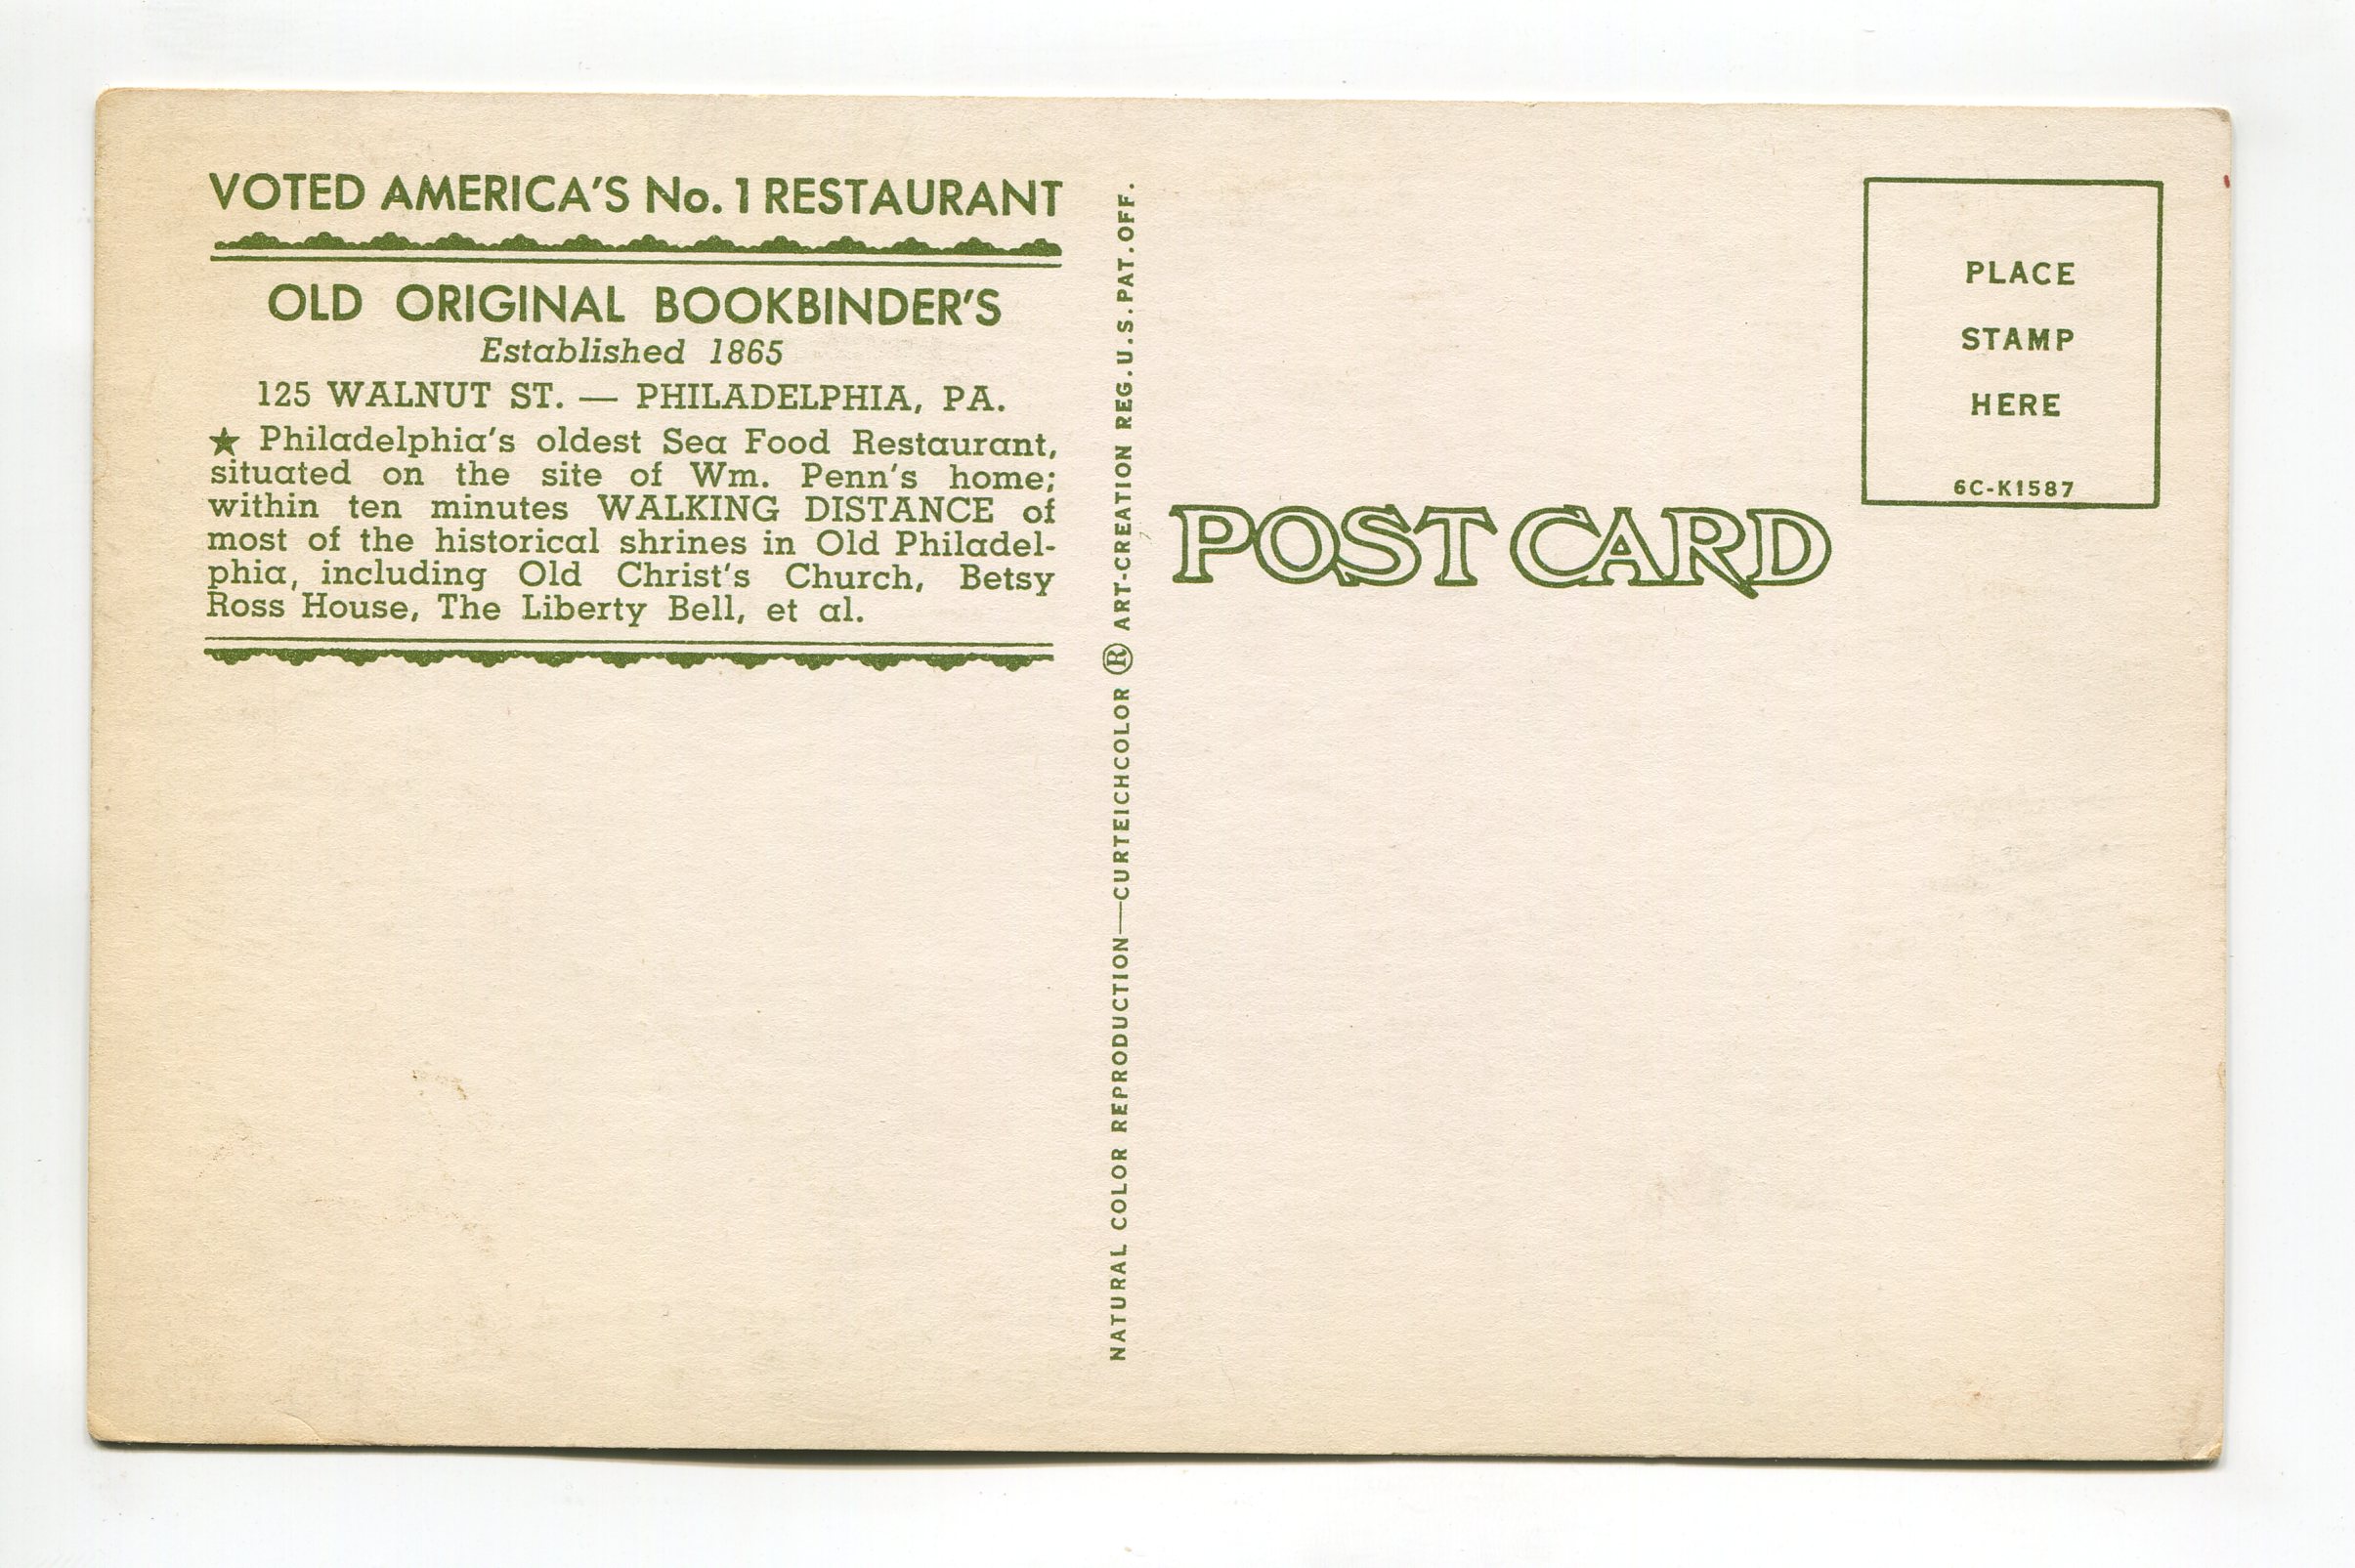 VOTED AMERICA'S No. 1 RESTAURANT
OLD ORIGINAL BOOKBINDER'S
Established 1865
125 WALNUT ST. — PHILADELPHIA, PA.
★ Philadelphia's oldest Sea Food Restaurant,
situated on the site of Wm. Penn's home;
within ten minutes WALKING DISTANCE of
most of the historical shrines in Old Philadel-
phia, including Old Christ's Church, Betsy
Ross House, The Liberty Bell, et al.
NATURAL COLOR REPRODUCTION—CURTEICHCOLOR ® ART-CREATION REG. U.S. PAT. OFF.
POST CARD
PLACE
STAMP
HERE
6C-K1587